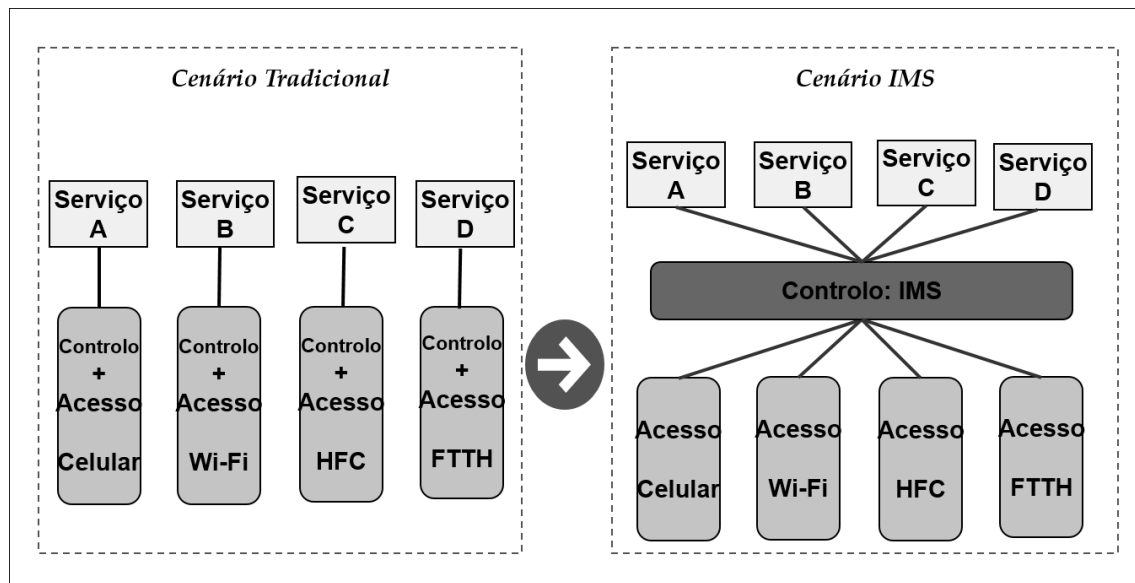 Cenário Tradicional
Serviço
A
Serviço
B
Serviço
C
Serviço
D
Controlo
+
Acesso
Celular
Controlo
+
Acesso
Wi-Fi
Controlo
+
Acesso
HFC
Controlo
+
Acesso
FTTH
Cenário IMS
Serviço
A
Serviço
B
Serviço
C
Serviço
D
Controlo: IMS
Acesso
Celular
Acesso
Wi-Fi
Acesso
HFC
Acesso
FTTH